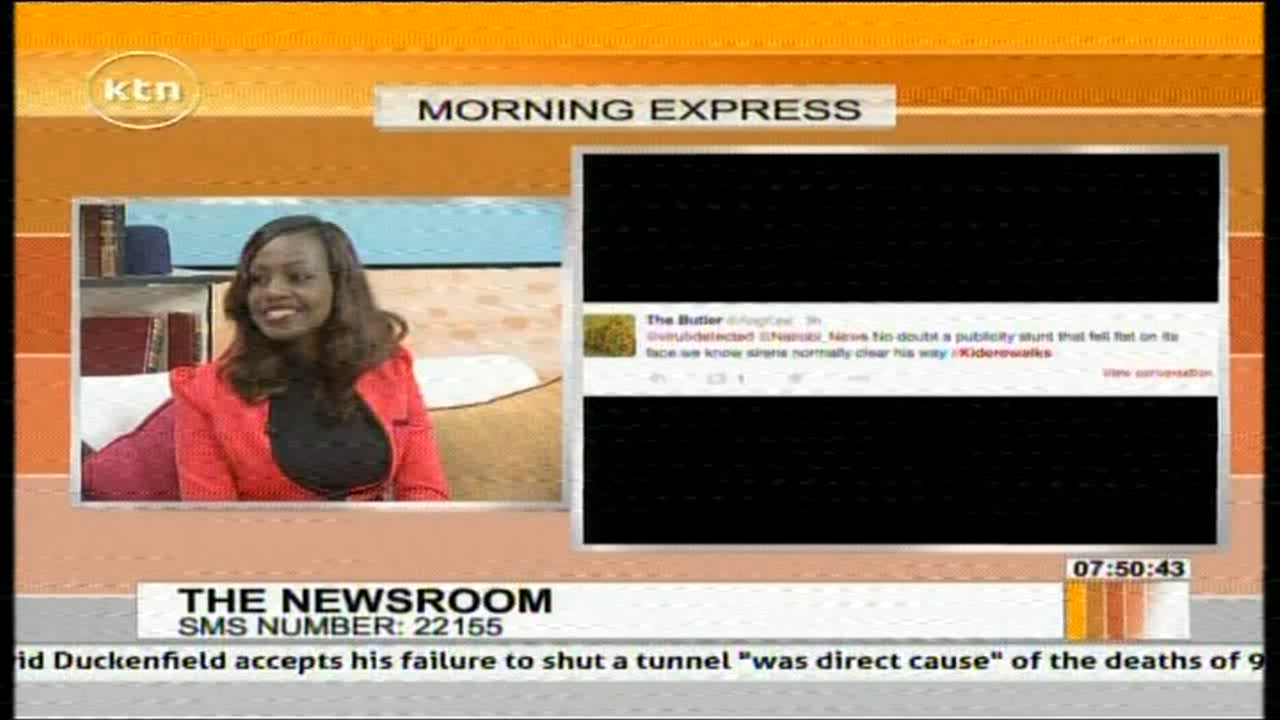 ktn
MORNING EXPRESS
The Butler
No doubt a publicity stunt that fell flat on its
face we know sirens normally clear his way #Kiderowalks
1
View conversation
07:50:43
THE NEWSROOM
SMS NUMBER: 22155
id Duckenfield accepts his failure to shut a tunnel "was direct cause" of the deaths of 9